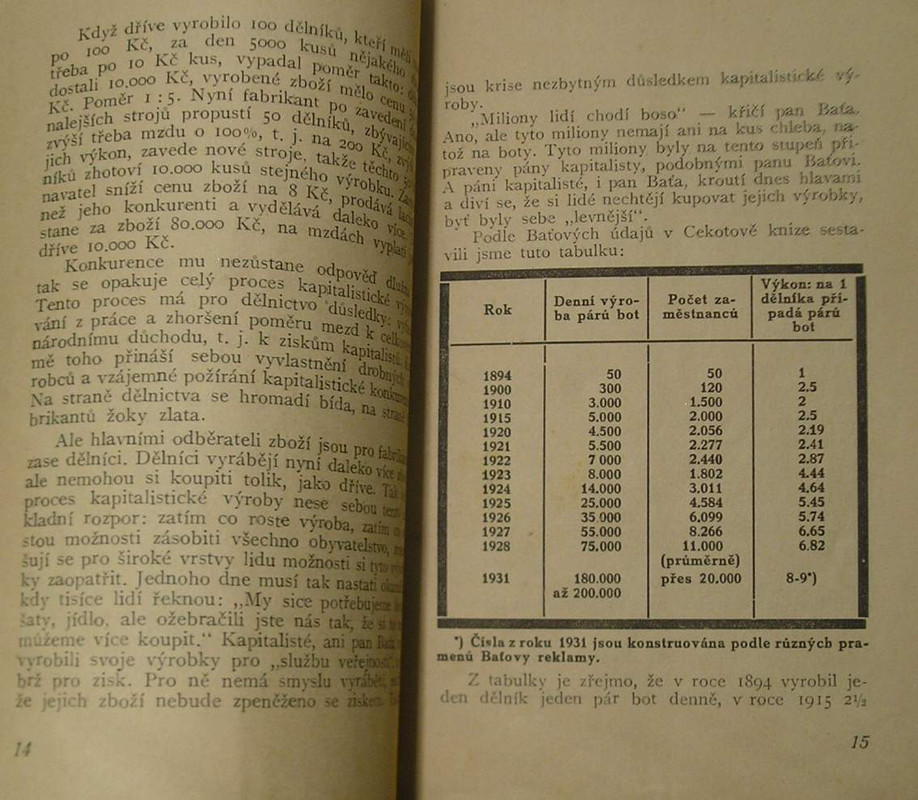 Když dříve vyrobilo 100 dělníků, kteří měli
po 100 Kč, za den 5000 kusů nějakého
třeba po 10 Kč kus, vypadal poměr takto:
dostali 10.000 Kč, vyrobené zboží mělo cenu
Kč. Poměr 1 : 5. Nyní fabrikant po zavedení
nalejších strojů propustí 50 dělníků,
zvýší třeba mzdu o 100%, t. j. na 200 Kč,
jich výkon, zavede nové stroje, takže těchto
níků zhotoví 10.000 kusů stejného výrobku.
navatel sníží cenu zboží na 8 Kč, prodává
než jeho konkurenti a vydělává daleko více,
stane za zboží 80.000 Kč, na mzdách vyplatí
dříve 10.000 Kč.
Konkurence mu nezůstane odpověď
tak se opakuje celý proces kapitalistické
Tento proces má pro dělnictvo důsledky:
vání z práce a zhoršení poměru mezd k
národnímu důchodu, t. j. k ziskům kapitalistů.
mě toho přináší sebou vyvlastnění drobných
robců a vzájemné požírání kapitalistické
Na straně dělnictva se hromadí bída, na straně
brikantů žoky zlata.
Ale hlavními odběrateli zboží jsou pro
zase dělníci. Dělníci vyrábějí nyní daleko více
ale nemohou si koupiti tolik, jako dříve. Tak
proces kapitalistické výroby nese sebou
kladní rozpor: zatím co roste výroba, zatím
stou možnosti zásobiti všechno obyvatelstvo,
šují se pro široké vrstvy lidu možnosti si tyto
ky zaopatřit. Jednoho dne musí tak nastati
kdy tisíce lidí řeknou: „My sice potřebujeme
šaty, jídlo, ale ožebračili jste nás tak, že si
můžeme více koupit.“ Kapitalisté, ani pan
vyrobili svoje výrobky pro „službu veřejnosti“,
brž pro zisk. Pro ně nemá smyslu vyrábět,
že jejich zboží nebude zpeněženo se ziskem.
14
jsou krise nezbytným důsledkem kapitalistické vý-
roby.
„Miliony lidí chodí boso“ — křičí pan Baťa.
Ano, ale tyto miliony nemají ani na kus chleba, na-
tož na boty. Tyto miliony byly na tento stupeň při-
praveny pány kapitalisty, podobnými panu Baťovi.
A páni kapitalisté, i pan Baťa, kroutí dnes hlavami
a diví se, že si lidé nechtějí kupovat jejich výrobky,
byť byly sebe „levnější“.
Podle Baťových údajů v Cekotově knize sesta-
vili jsme tuto tabulku:
Rok Denní výro-ba párů bot Počet za-městnanců Výkon: na 1 dělníka při-padá párů bot
1894 50 50 1
1900 300 120 2.5
1910 3.000 1.500 2
1915 5.000 2.000 2.5
1920 4.500 2.056 2.19
1921 5.500 2.277 2.41
1922 7 000 2.440 2.87
1923 8.000 1.802 4.44
1924 14.000 3.011 4.64
1925 25.000 4.584 5.45
1926 35 000 6.099 5.74
1927 55.000 8.266 6.65
1928 75.000 11.000 6.82
(průměrně)
1931 180.000 přes 20.000 8-9*)
až 200.000
*) Čísla z roku 1931 jsou konstruována podle různých pra-
menů Baťovy reklamy.
Z tabulky je zřejmo, že v roce 1894 vyrobil je-
den dělník jeden pár bot denně, v roce 1915 2½
15